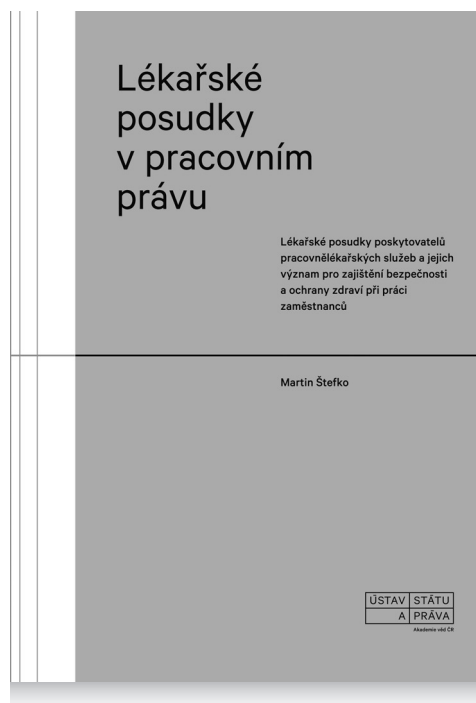 Lékařské
posudky
v pracovním
právu
Lékařské posudky poskytovatelů
pracovnělékařských služeb a jejich
význam pro zajištění bezpečnosti
a ochrany zdraví při práci
zaměstnanců
Martin Štefko
ÚSTAV STÁTU
A PRÁVA
Akademie věd ČR